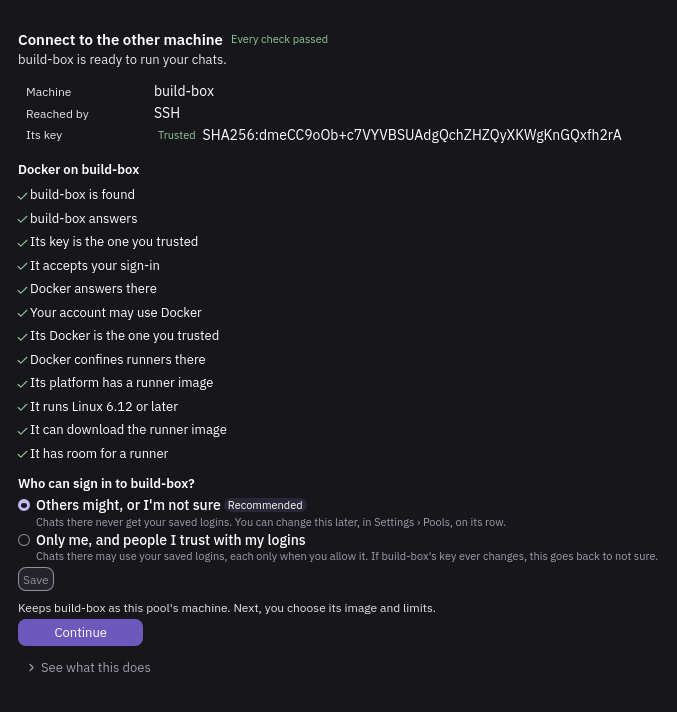 Connect to the other machine Every check passed
build-box is ready to run your chats.
Machine build-box
Reached by SSH
Its key Trusted SHA256:dmeCC9oOb+c7VYVBSUAdgQchZHZQyXKWgKnGQxfh2rA
Docker on build-box
build-box is found
build-box answers
Its key is the one you trusted
It accepts your sign-in
Docker answers there
Your account may use Docker
Its Docker is the one you trusted
Docker confines runners there
Its platform has a runner image
It runs Linux 6.12 or later
It can download the runner image
It has room for a runner
Who can sign in to build-box?
Others might, or I'm not sure Recommended
Chats there never get your saved logins. You can change this later, in Settings › Pools, on its row.
Only me, and people I trust with my logins
Chats there may use your saved logins, each only when you allow it. If build-box's key ever changes, this goes back to not sure.
Save
Keeps build-box as this pool's machine. Next, you choose its image and limits.
Continue
See what this does